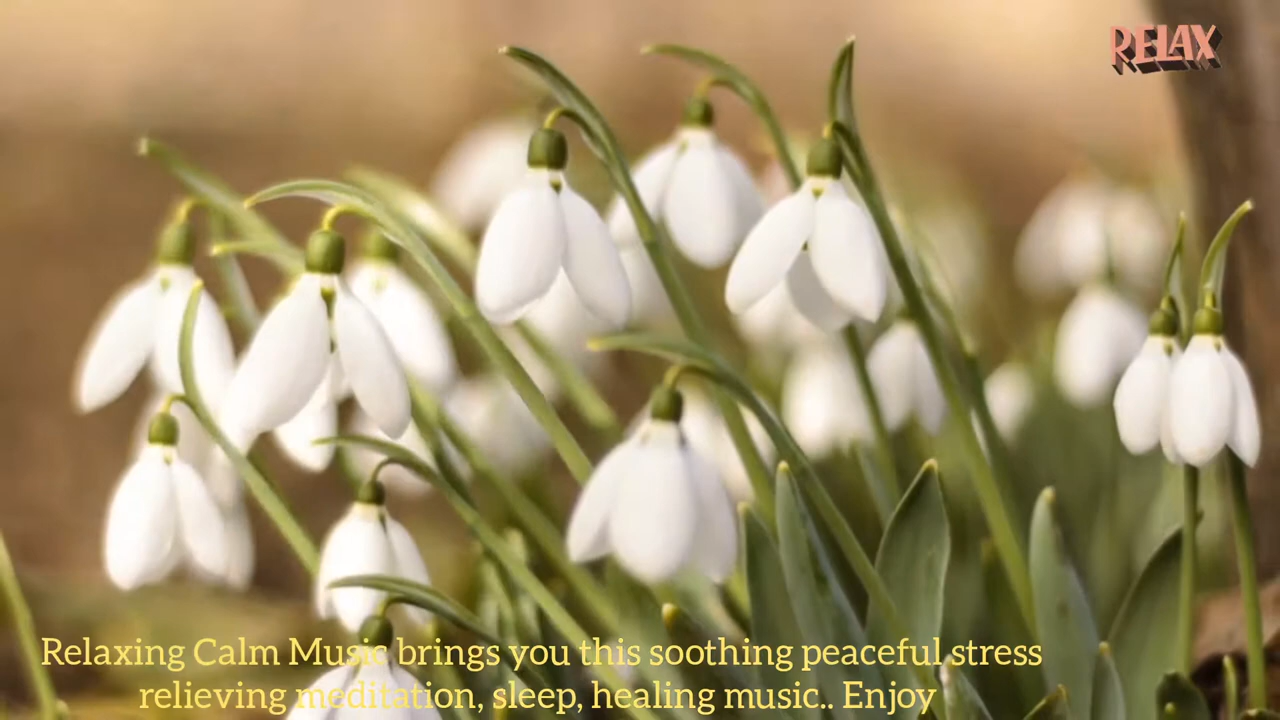 RELAX
Relaxing Calm Music brings you this soothing peaceful stress
relieving meditation, sleep, healing music.. Enjoy